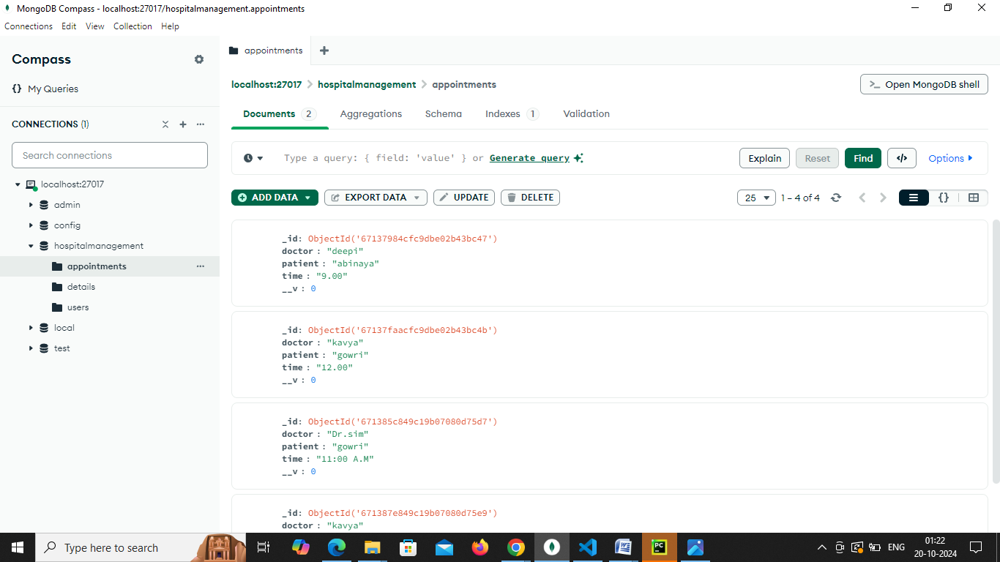 MongoDB Compass - localhost:27017/hospitalmanagement.appointments
Connections Edit View Collection Help
Compass
appointments
{} My Queries
localhost:27017 > hospitalmanagement > appointments
>_ Open MongoDB shell
Documents 2 Aggregations Schema Indexes 1 Validation
CONNECTIONS (1)
Search connections
Type a query: { field: 'value' } or Generate query
Explain Reset Find </> Options
localhost:27017
admin
config
hospitalmanagement
appointments
details
users
local
test
ADD DATA EXPORT DATA UPDATE DELETE
25 1 – 4 of 4 {}
_id: ObjectId('67137984cfc9dbe02b43bc47')
doctor : "deepi"
patient : "abinaya"
time : "9.00"
__v : 0
_id: ObjectId('67137faacfc9dbe02b43bc4b')
doctor : "kavya"
patient : "gowri"
time : "12.00"
__v : 0
_id: ObjectId('671385c849c19b07080d75d7')
doctor : "Dr.sim"
patient : "gowri"
time : "11:00 A.M"
__v : 0
_id: ObjectId('671387e849c19b07080d75e9')
doctor : "kavya"
Type here to search
PC
ENG
01:22
20-10-2024